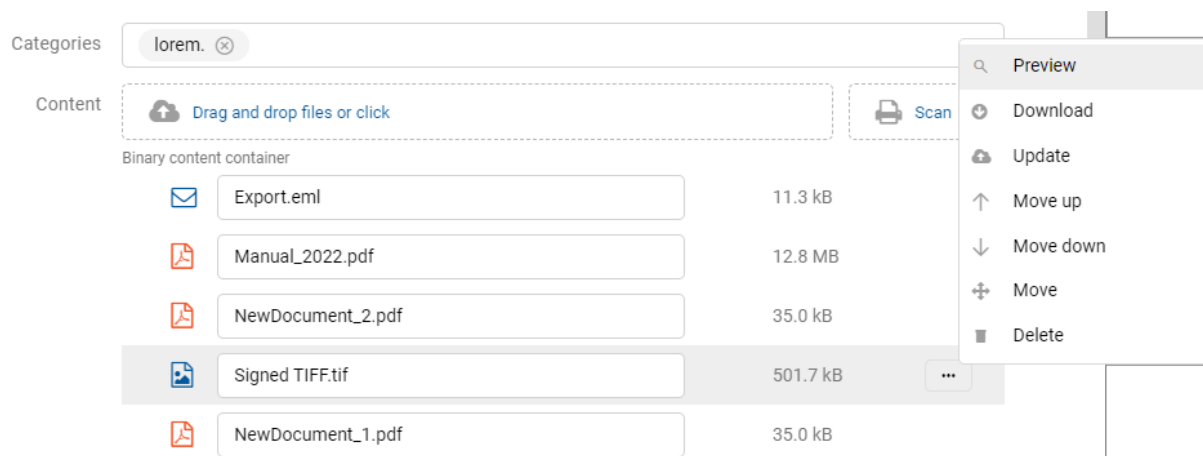 Categories
lorem.
Content
Drag and drop files or click
Scan
Binary content container
Export.eml
11.3 kB
Manual_2022.pdf
12.8 MB
NewDocument_2.pdf
35.0 kB
Signed TIFF.tif
501.7 kB
NewDocument_1.pdf
35.0 kB
Preview
Download
Update
Move up
Move down
Move
Delete